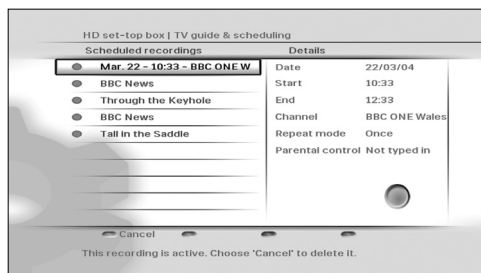 HD set-top box | TV guide & scheduling
Scheduled recordings
Details
Mar. 22 - 10:33 - BBC ONE W
BBC News
Through the Keyhole
BBC News
Tall in the Saddle
Date 22/03/04
Start 10:33
End 12:33
Channel BBC ONE Wales
Repeat mode Once
Parental control Not typed in
Cancel
This recording is active. Choose 'Cancel' to delete it.